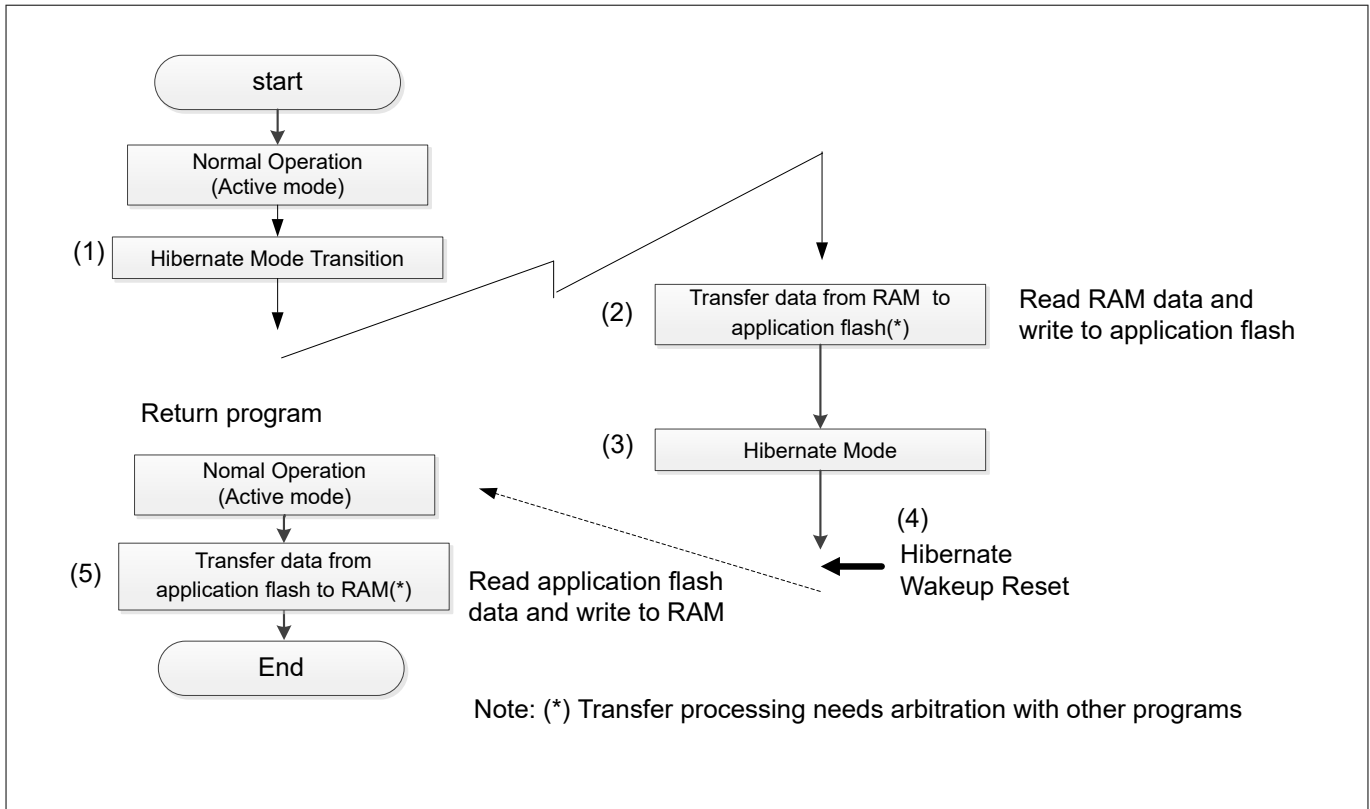 start
Normal Operation
(Active mode)
(1)
Hibernate Mode Transition
(2)
Transfer data from RAM to
application flash(*)
Read RAM data and
write to application flash
(3)
Hibernate Mode
(4)
Hibernate
Wakeup Reset
Return program
Nomal Operation
(Active mode)
(5)
Transfer data from
application flash to RAM(*)
Read application flash
data and write to RAM
End
Note: (*) Transfer processing needs arbitration with other programs